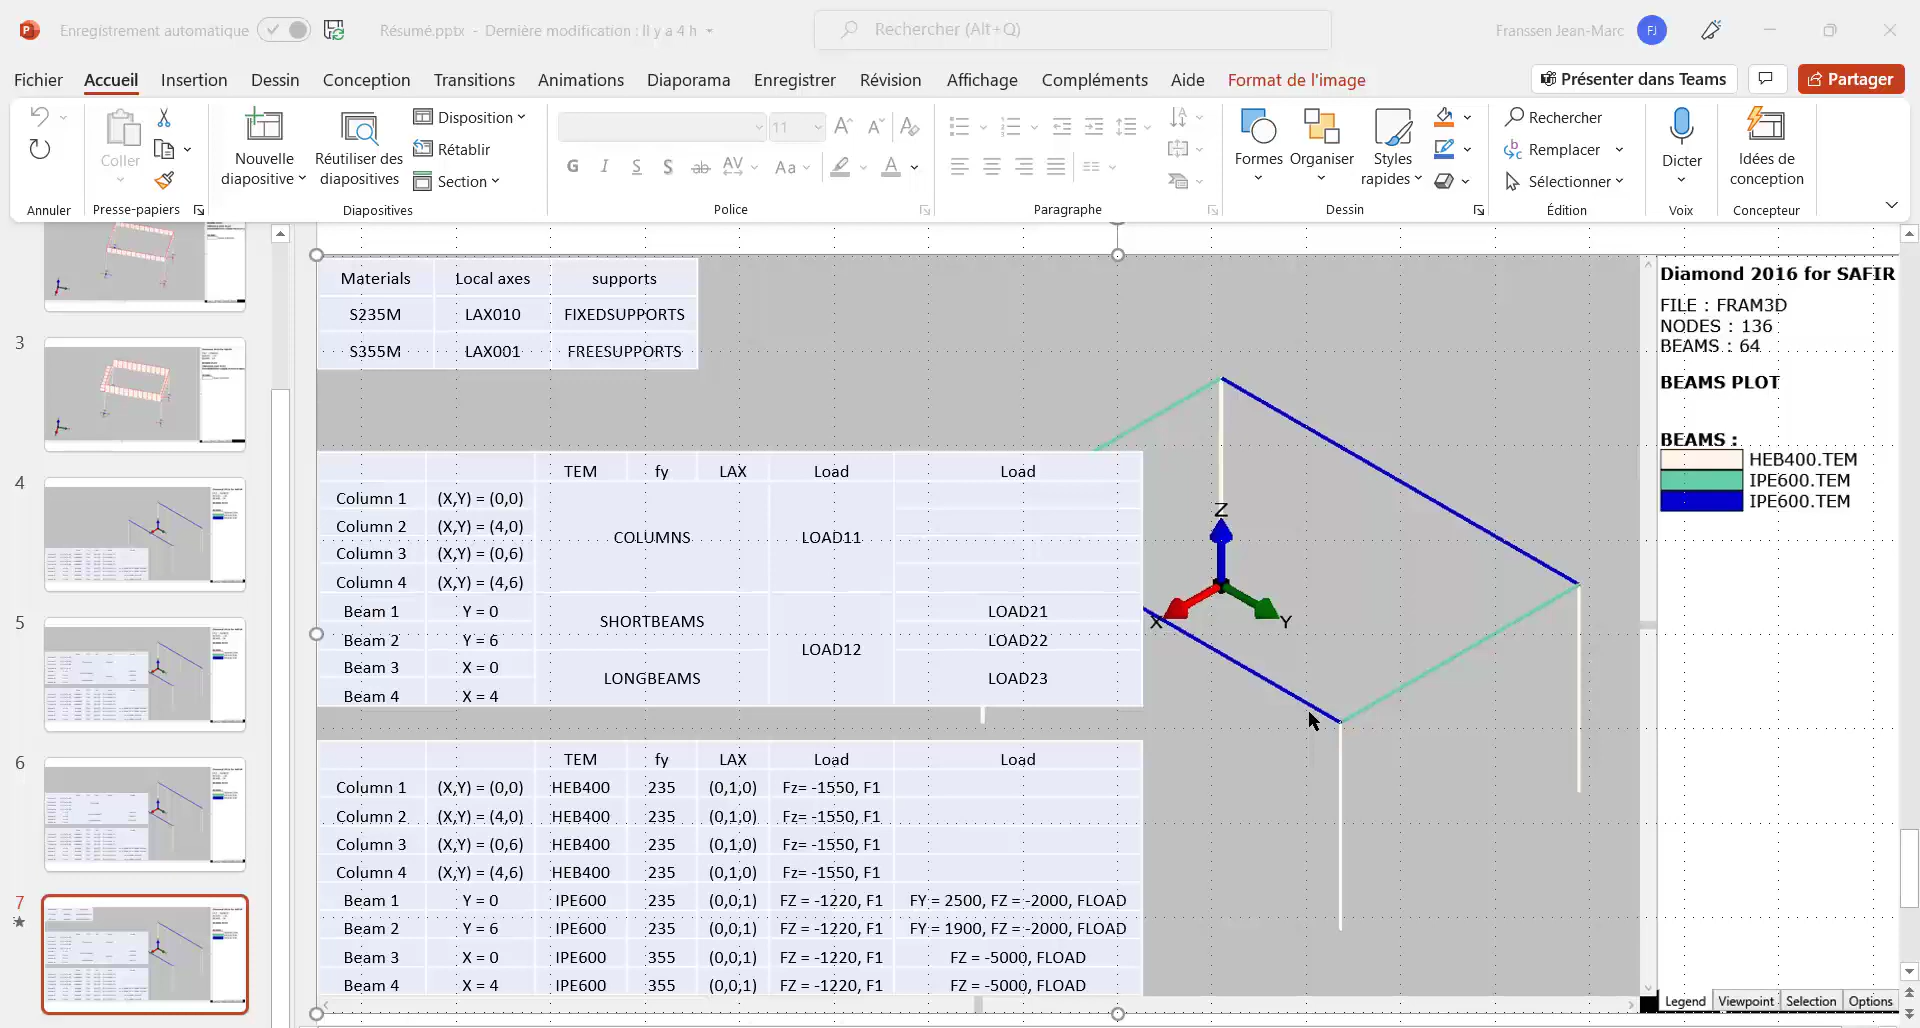 Enregistrement automatique
Résumé.pptx - Dernière modification : Il y a 4 h
Rechercher (Alt+Q)
Franssen Jean-Marc
FJ
Fichier Accueil Insertion Dessin Conception Transitions Animations Diaporama Enregistrer Révision Affichage Compléments Aide Format de l'image
Présenter dans Teams
Partager
Coller
Nouvelle
diapositive
Réutiliser des
diapositives
Disposition
Rétablir
Section
11
G I S S ab AV Aa A
Formes
Organiser
Styles
rapides
Rechercher
Remplacer
Sélectionner
Dicter
Idées de
conception
Annuler Presse-papiers Diapositives Police Paragraphe Dessin Édition Voix Concepteur
3
4
5
6
7
Materials Local axes supports
S235M LAX010 FIXEDSUPPORTS
S355M LAX001 FREESUPPORTS
TEM fy LAX Load Load
Column 1 (X,Y) = (0,0)
Column 2 (X,Y) = (4,0)
COLUMNS LOAD11
Column 3 (X,Y) = (0,6)
Column 4 (X,Y) = (4,6)
Beam 1 Y = 0 LOAD21
SHORTBEAMS
Beam 2 Y = 6 LOAD22
LOAD12
Beam 3 X = 0
LONGBEAMS LOAD23
Beam 4 X = 4
TEM fy LAX Load Load
Column 1 (X,Y) = (0,0) HEB400 235 (0,1,0) Fz= -1550, F1
Column 2 (X,Y) = (4,0) HEB400 235 (0,1,0) Fz= -1550, F1
Column 3 (X,Y) = (0,6) HEB400 235 (0,1,0) Fz= -1550, F1
Column 4 (X,Y) = (4,6) HEB400 235 (0,1,0) Fz= -1550, F1
Beam 1 Y = 0 IPE600 235 (0,0,1) FZ = -1220, F1 FY = 2500, FZ = -2000, FLOAD
Beam 2 Y = 6 IPE600 235 (0,0,1) FZ = -1220, F1 FY = 1900, FZ = -2000, FLOAD
Beam 3 X = 0 IPE600 355 (0,0,1) FZ = -1220, F1 FZ = -5000, FLOAD
Beam 4 X = 4 IPE600 355 (0,0,1) FZ = -1220, F1 FZ = -5000, FLOAD
Z
X
Y
Diamond 2016 for SAFIR
FILE : FRAM3D
NODES : 136
BEAMS : 64
BEAMS PLOT
BEAMS :
HEB400.TEM
IPE600.TEM
IPE600.TEM
Legend Viewpoint Selection Options